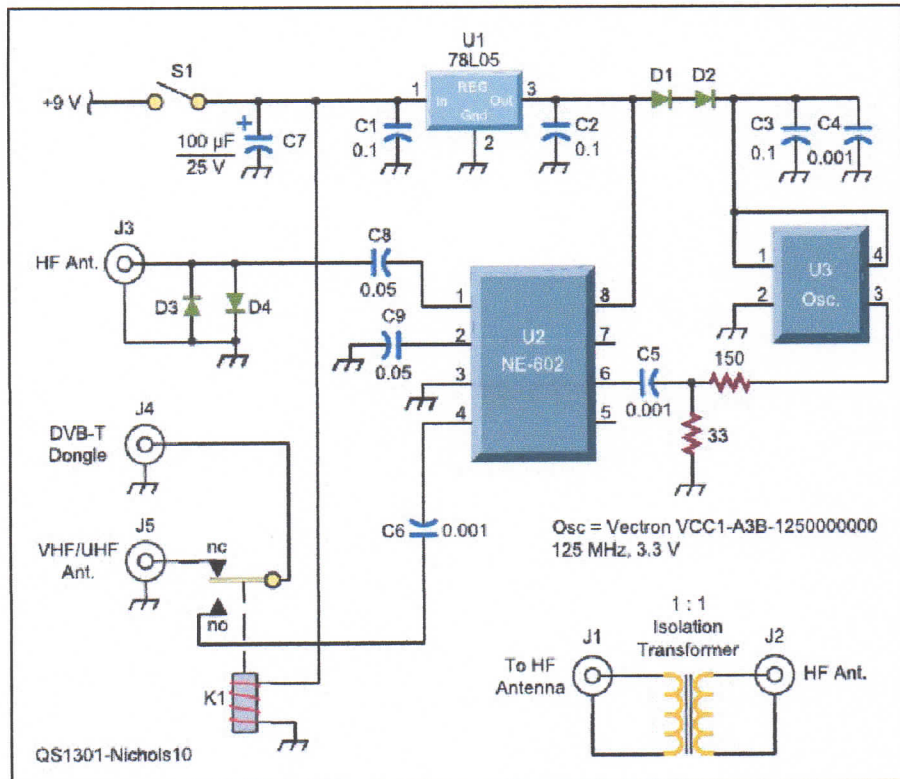 U1
78L05
S1
+9 V
1
REG
In
Out
Gnd
3
2
D1
D2
+
100 µF
25 V
C7
C1
0.1
C2
0.1
C3
0.1
C4
0.001
J3
HF Ant.
D3
D4
C8
0.05
C9
0.05
1
2
3
4
U2
NE-602
8
7
6
5
1
2
U3
Osc.
4
3
C5
0.001
150
33
J4
DVB-T
Dongle
J5
VHF/UHF
Ant.
nc
no
C6
0.001
Osc = Vectron VCC1-A3B-1250000000
125 MHz, 3.3 V
K1
1 : 1
Isolation
Transformer
J1
To HF
Antenna
J2
HF Ant.
QS1301-Nichols10